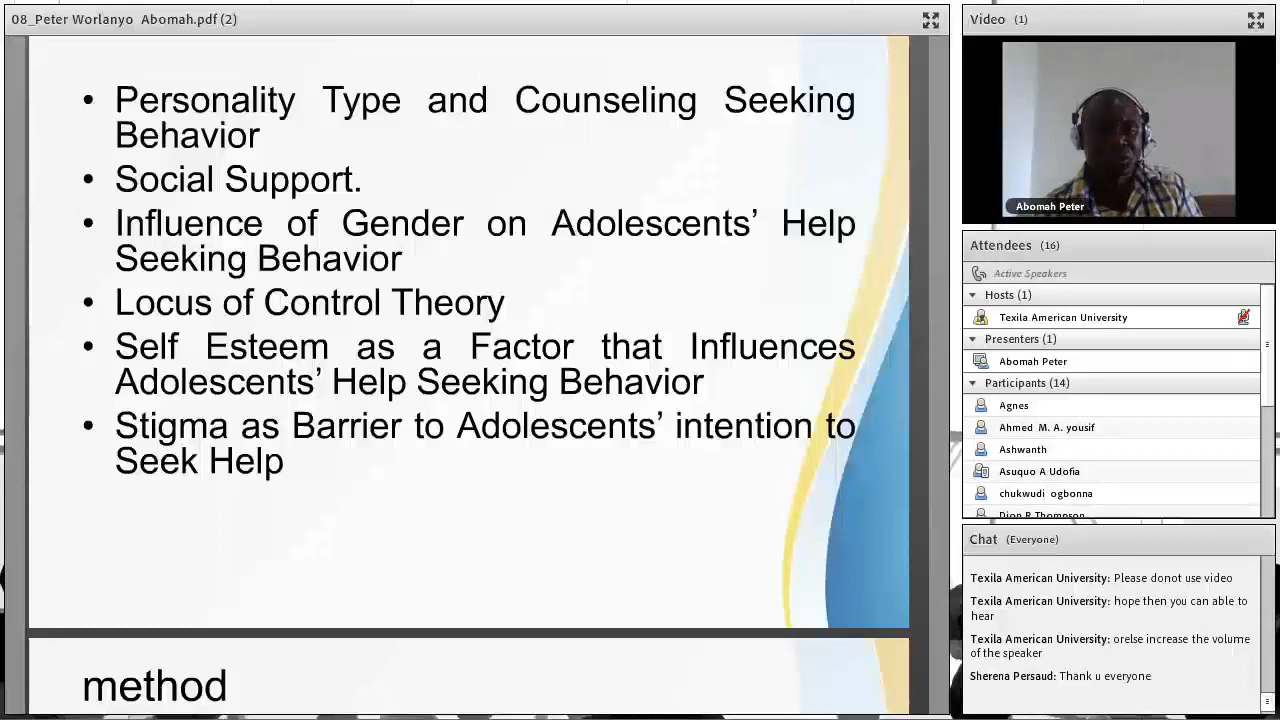 08_Peter Worlanyo Abomah.pdf (2)
• Personality Type and Counseling Seeking
Behavior
• Social Support.
• Influence of Gender on Adolescents’ Help
Seeking Behavior
• Locus of Control Theory
• Self Esteem as a Factor that Influences
Adolescents’ Help Seeking Behavior
• Stigma as Barrier to Adolescents’ intention to
Seek Help
method
Video (1)
Abomah Peter
Attendees (16)
Active Speakers
Hosts (1)
Texila American University
Presenters (1)
Abomah Peter
Participants (14)
Agnes
Ahmed M. A. yousif
Ashwanth
Asuquo A Udofia
chukwudi ogbonna
Dion R Thompson
Chat (Everyone)
Texila American University: Please donot use video
Texila American University: hope then you can able to
hear
Texila American University: orelse increase the volume
of the speaker
Sherena Persaud: Thank u everyone